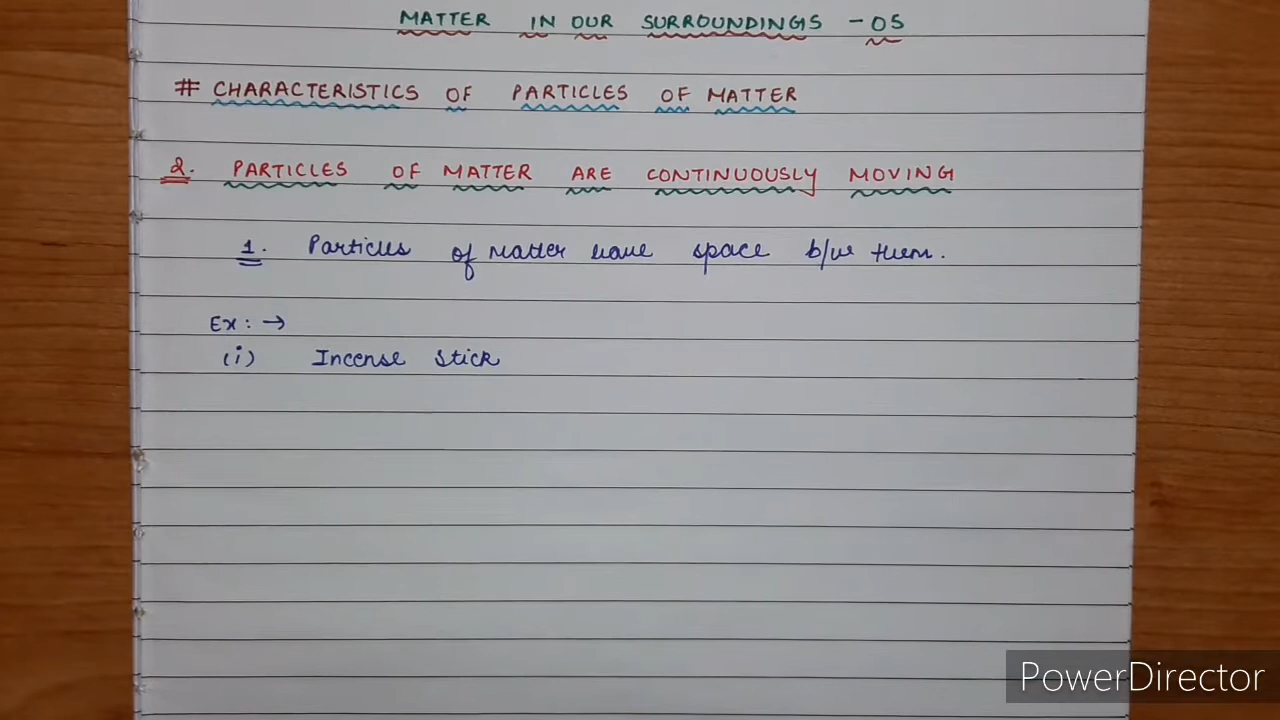 MATTER IN OUR SURROUNDINGS - 05
# CHARACTERISTICS OF PARTICLES OF MATTER
2. PARTICLES OF MATTER ARE CONTINUOUSLY MOVING
1. Particles of Matter have space b/w them.
Ex: →
(i) Incense Stick
PowerDirector